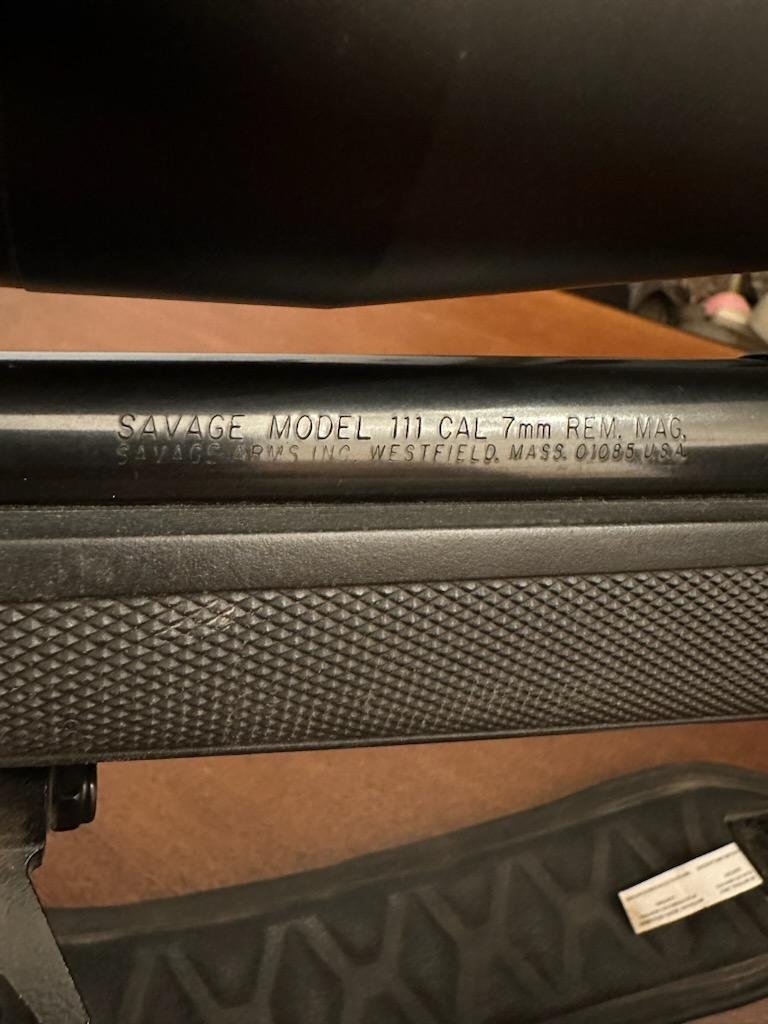 SAVAGE MODEL 111 CAL 7mm REM. MAG.
SAVAGE ARMS INC. WESTFIELD, MASS. 01085 U.S.A.